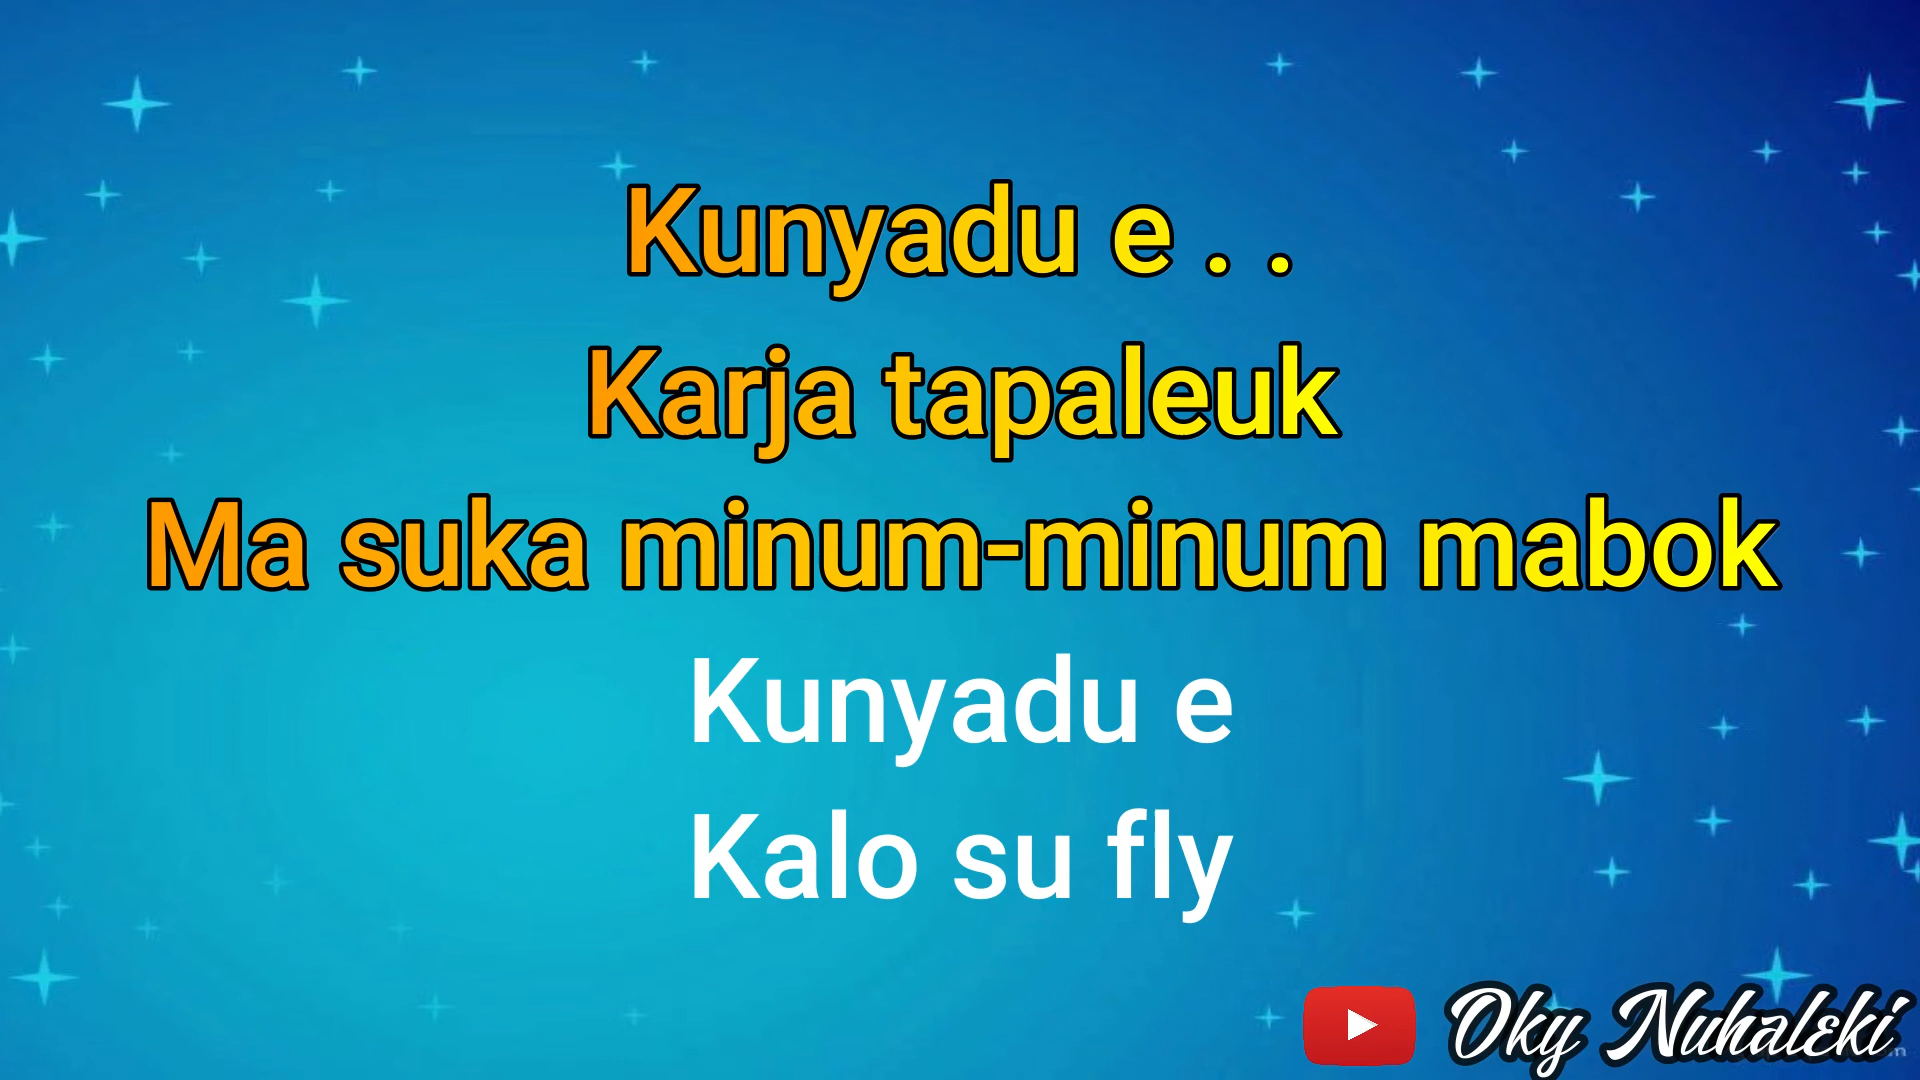 Kunyadu e . .
Karja tapaleuk
Ma suka minum-minum mabok
Kunyadu e
Kalo su fly
Oky Nuhaleki